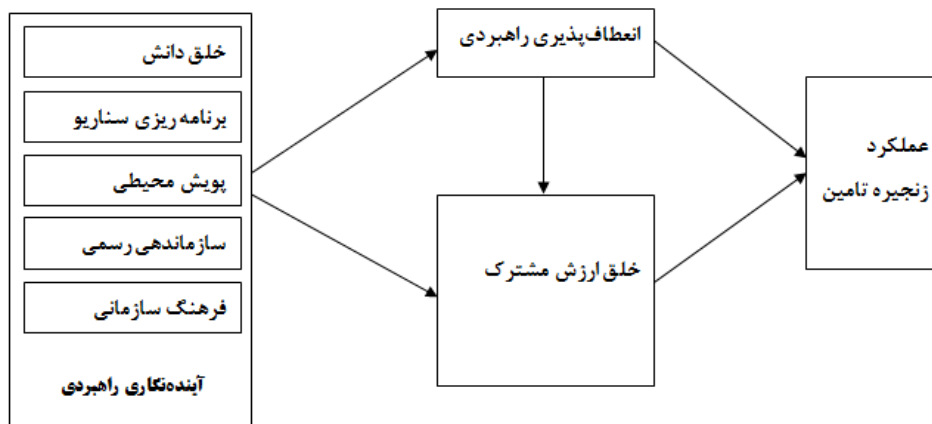 خلق دانش
برنامه ریزی سناریو
پویش محیطی
سازماندهی رسمی
فرهنگ سازمانی
آینده‌نگاری راهبردی
انعطاف‌پذیری راهبردی
خلق ارزش مشترک
عملکرد
زنجیره تامین